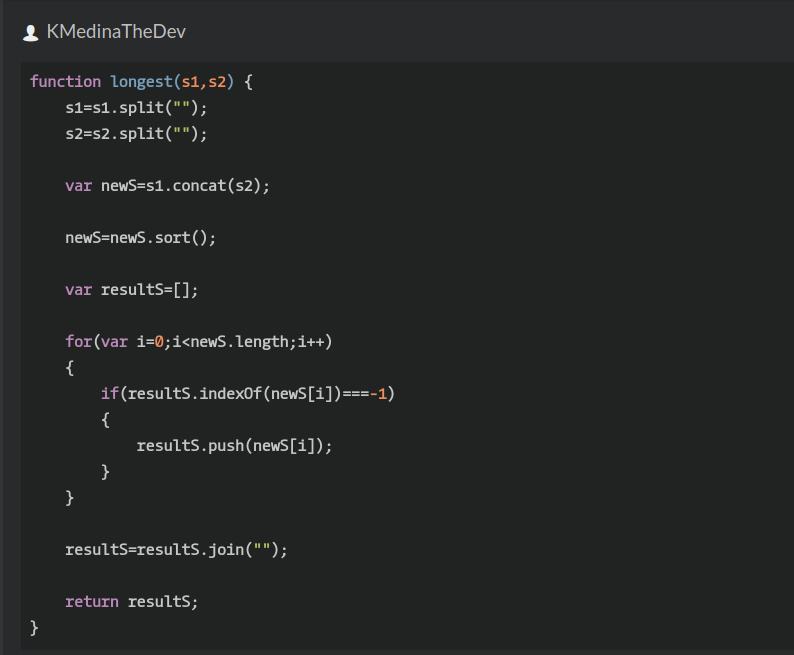 KMedinaTheDev
function longest(s1,s2) {
    s1=s1.split("");
    s2=s2.split("");

    var newS=s1.concat(s2);

    newS=newS.sort();

    var resultS=[];

    for(var i=0;i<newS.length;i++)
    {
        if(resultS.indexOf(newS[i])===-1)
        {
            resultS.push(newS[i]);
        }
    }

    resultS=resultS.join("");

    return resultS;
}